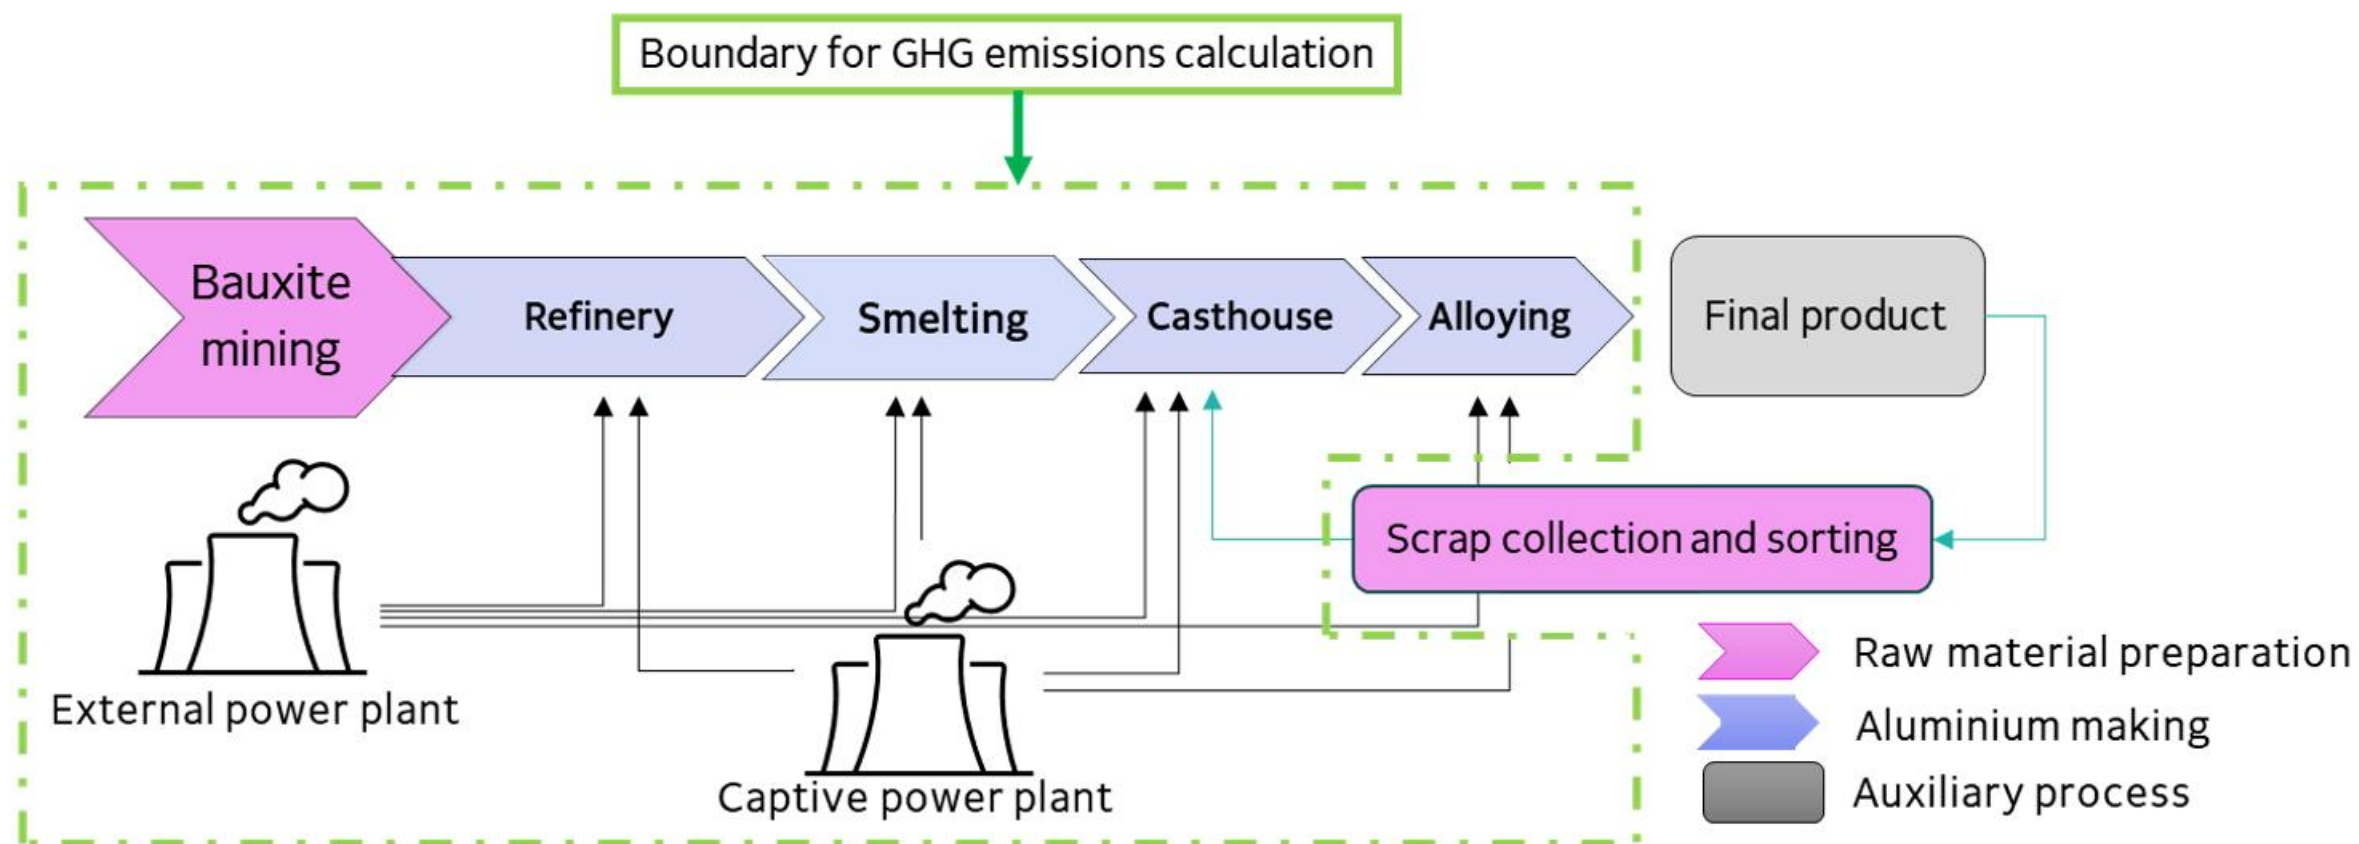 Boundary for GHG emissions calculation
Bauxite
mining
Refinery
Smelting
Casthouse
Alloying
Final product
Scrap collection and sorting
External power plant
Captive power plant
Raw material preparation
Aluminium making
Auxiliary process